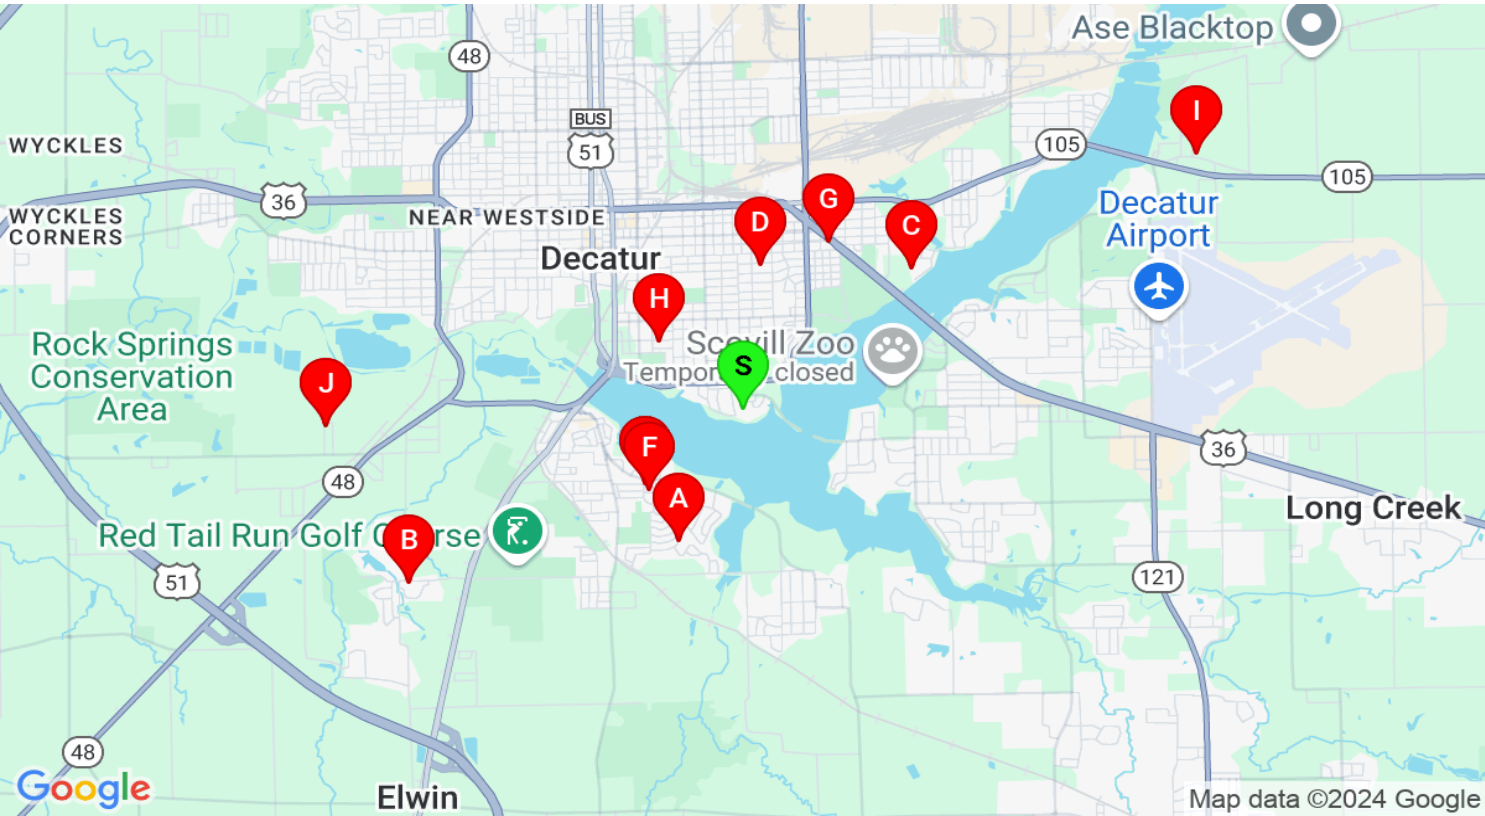 Ase Blacktop
48
BUS
51
I
105
WYCKLES
36
105
WYCKLES
CORNERS
NEAR WESTSIDE
G
D
C
Decatur
Airport
Decatur
H
Rock Springs
Conservation
Area
Scovill Zoo
Temporarily closed
S
J
F
36
48
A
Long Creek
Red Tail Run Golf Course
B
51
121
48
Google
Elwin
Map data ©2024 Google